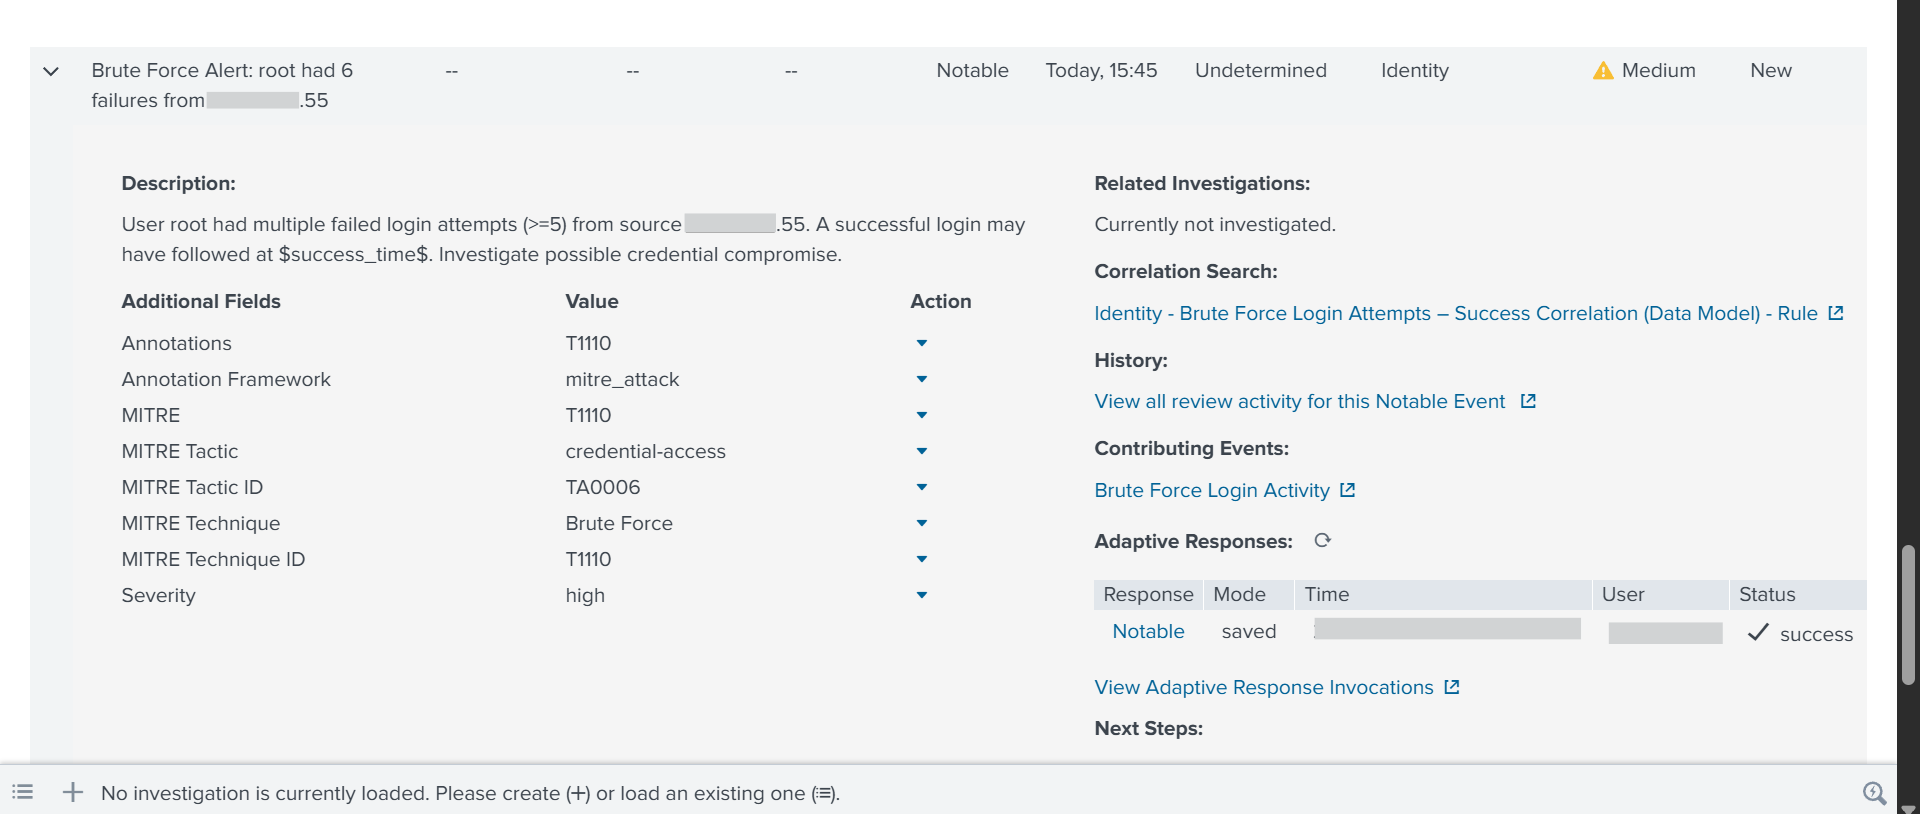 Brute Force Alert: root had 6 -- -- -- Notable Today, 15:45 Undetermined Identity Medium New
failures from .55
Description:
User root had multiple failed login attempts (>=5) from source .55. A successful login may
have followed at $success_time$. Investigate possible credential compromise.
Additional Fields Value Action
Annotations T1110
Annotation Framework mitre_attack
MITRE T1110
MITRE Tactic credential-access
MITRE Tactic ID TA0006
MITRE Technique Brute Force
MITRE Technique ID T1110
Severity high
Related Investigations:
Currently not investigated.
Correlation Search:
Identity - Brute Force Login Attempts – Success Correlation (Data Model) - Rule
History:
View all review activity for this Notable Event
Contributing Events:
Brute Force Login Activity
Adaptive Responses:
Response Mode Time User Status
Notable saved success
View Adaptive Response Invocations
Next Steps:
No investigation is currently loaded. Please create (+) or load an existing one (≔).